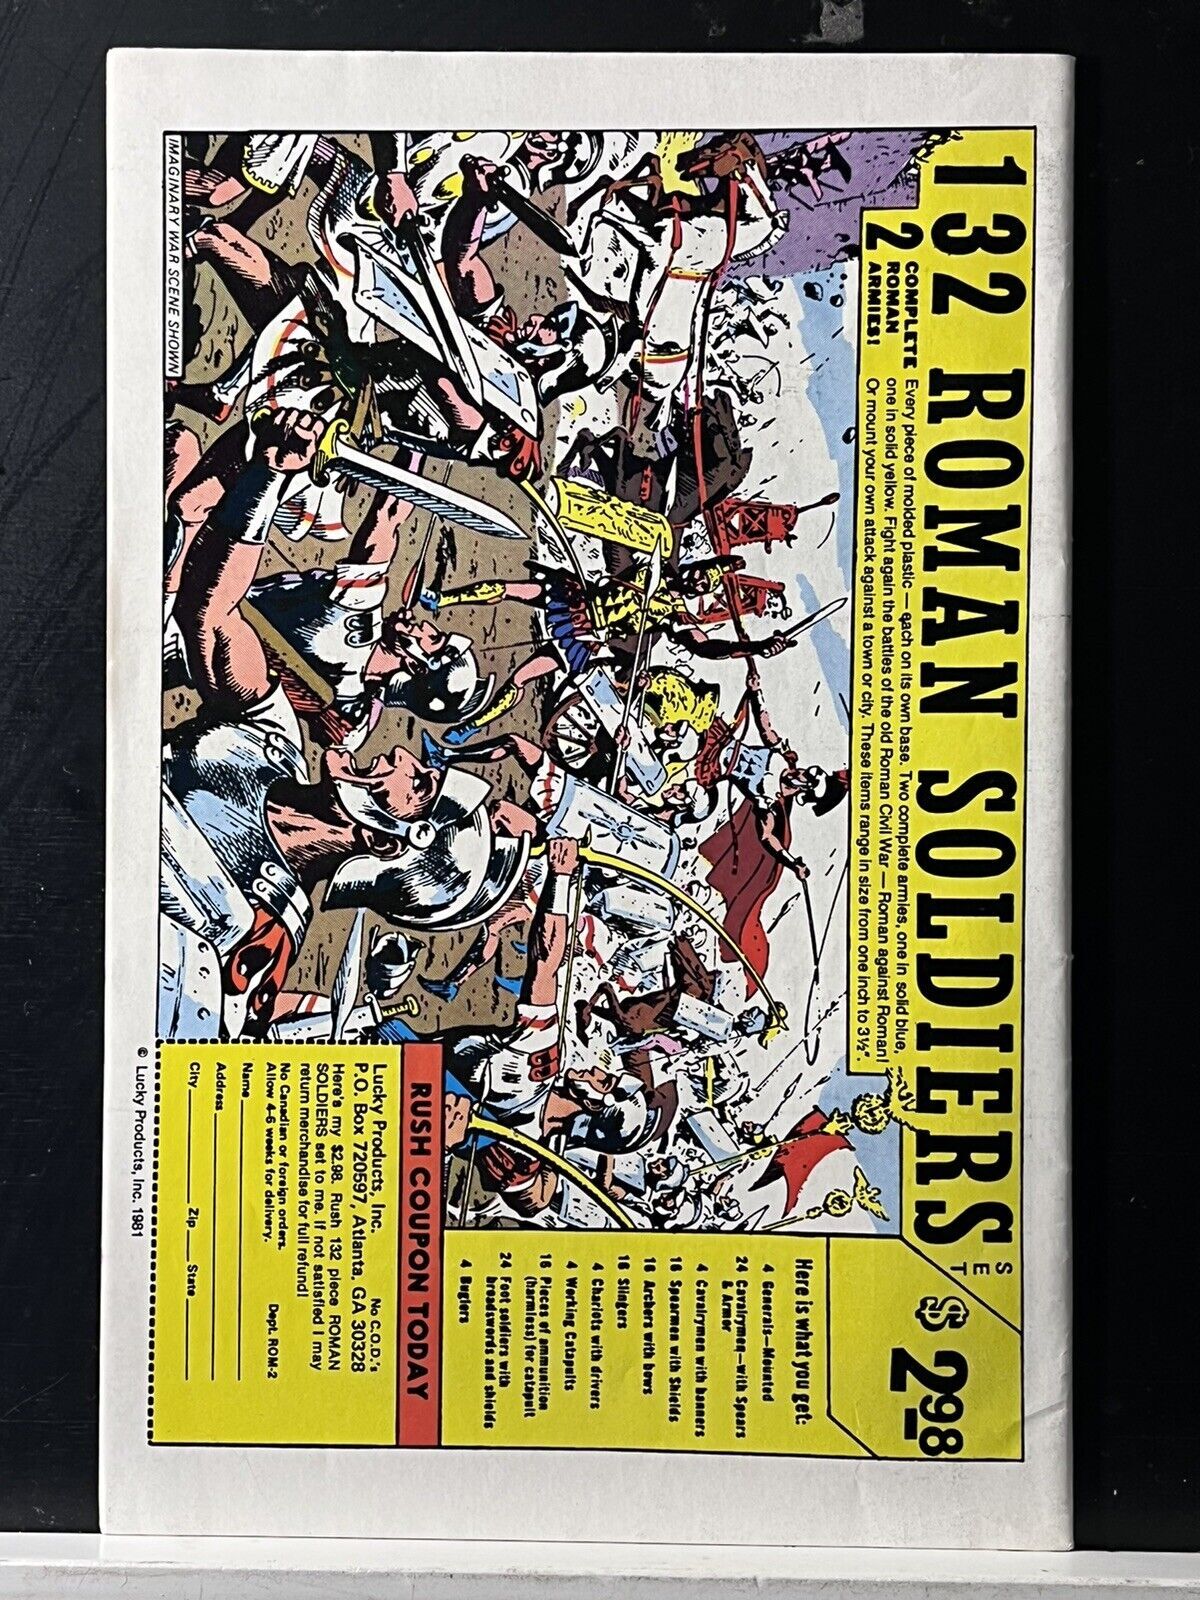 132 ROMAN SOLDIERS SET $2.98
2 COMPLETE ROMAN ARMIES!
Every piece of molded plastic — each on its own base. Two complete armies, one in solid blue,
one in solid yellow. Fight again the battles of the old Roman Civil War — Roman against Roman!
Or mount your own attack against a town or city. These items range in size from one inch to 3½".
IMAGINARY WAR SCENE SHOWN
Here is what you get:
4 Generals—Mounted
24 Cavalrymen—with Spears
& Armor
4 Cavalrymen with banners
16 Spearmen with Shields
16 Archers with bows
16 Slingers
4 Chariots with drivers
4 Working Catapults
16 Pieces of ammunition
(harmless) for catapult
24 Foot soldiers with
broadswords and shields
4 Buglers
RUSH COUPON TODAY
Lucky Products, Inc. No C.O.D.'s
P.O. Box 720597, Atlanta, GA 30328
Here's my $2.98. Rush 132 piece ROMAN
SOLDIERS set to me. If not satisfied I may
return merchandise for full refund!
No Canadian or foreign orders.
Allow 4-6 weeks for delivery. Dept. ROM-2
Name
Address
City Zip State
© Lucky Products, Inc. 1981